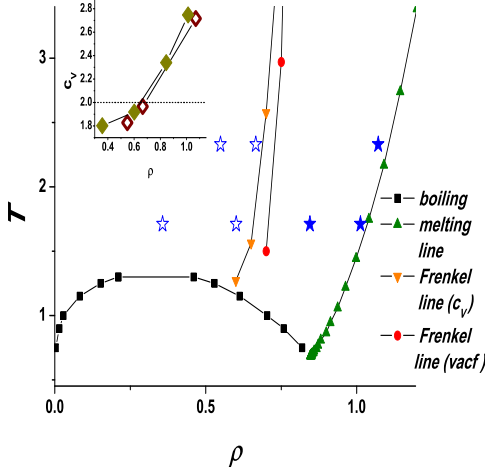 2.8
2.6
2.4
2.2
2.0
1.8
c_V
0.4 0.6 0.8 1.0
ρ
3
2
1
T
0.0 0.5 1.0
ρ
boiling
melting
line
Frenkel
line (c_V)
Frenkel
line (vacf)